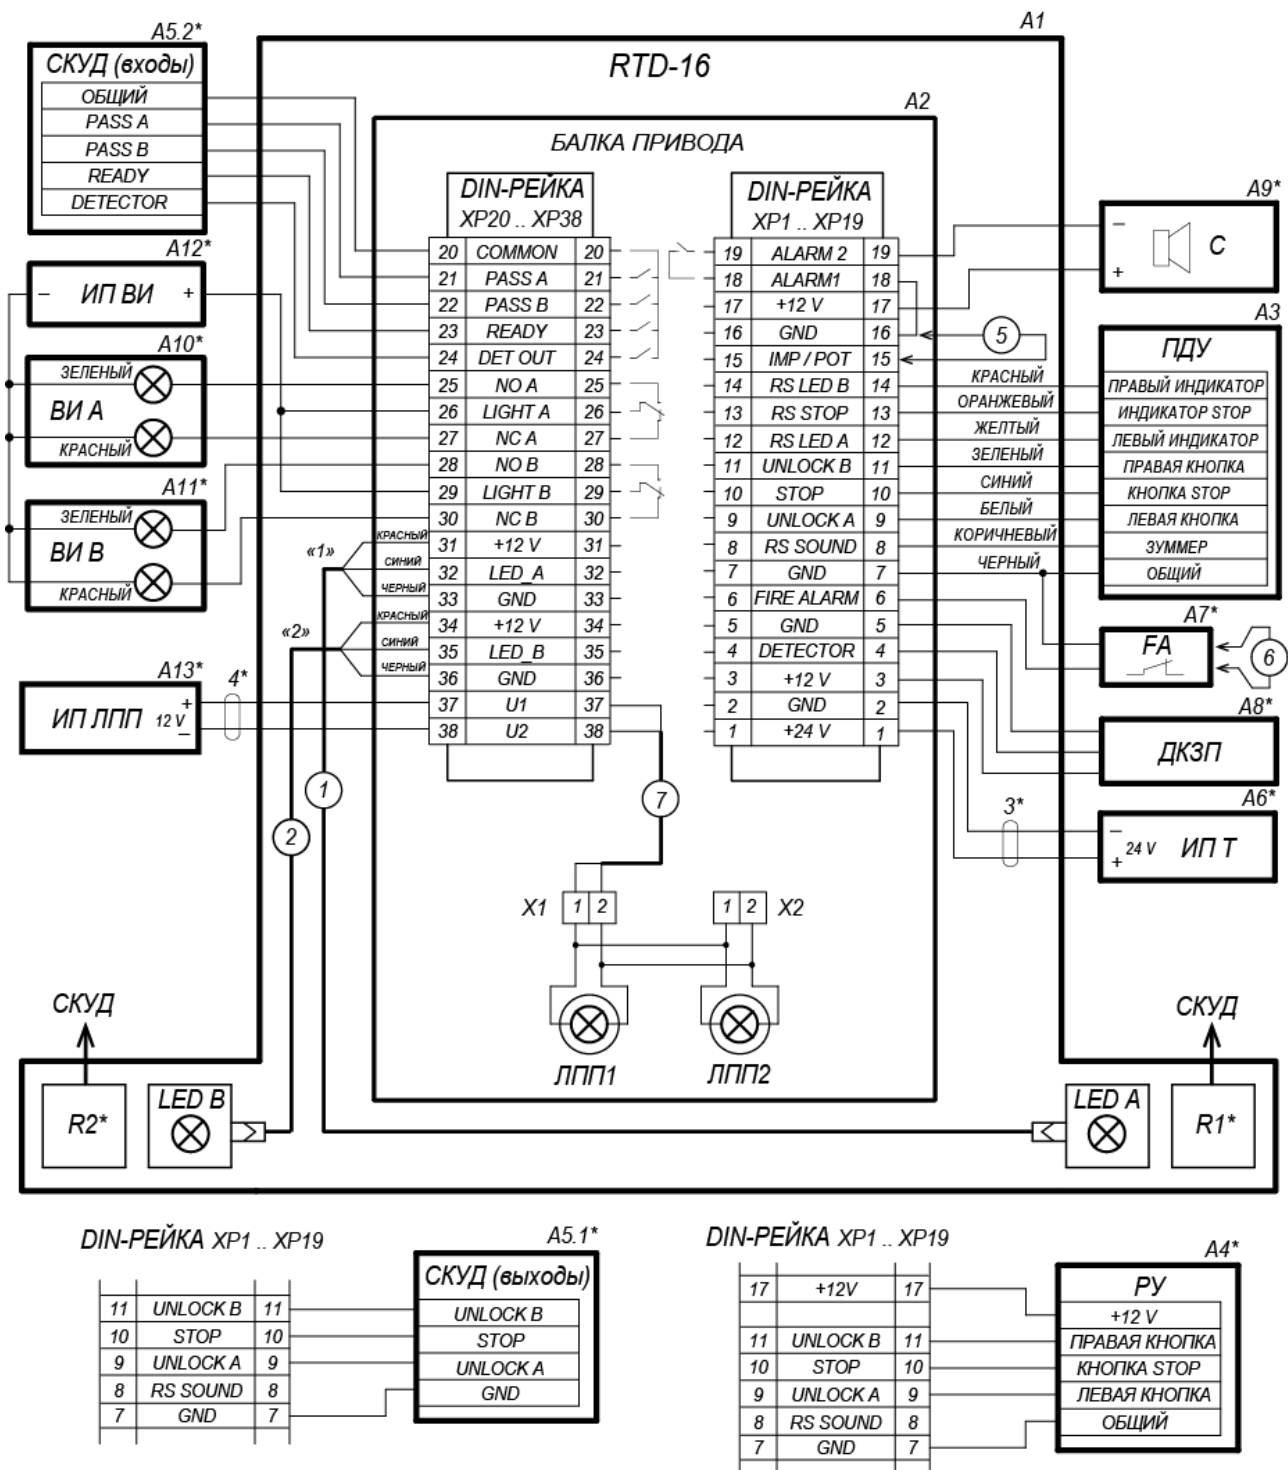 A1
RTD-16
A5.2*
СКУД (входы)
ОБЩИЙ
PASS A
PASS B
READY
DETECTOR
A12*
– ИП ВИ +
A10*
ЗЕЛЕНЫЙ
ВИ А
КРАСНЫЙ
A11*
ЗЕЛЕНЫЙ
ВИ В
КРАСНЫЙ
A13*
ИП ЛПП 12 V + –
4*
«1»
КРАСНЫЙ
СИНИЙ
ЧЕРНЫЙ
«2»
КРАСНЫЙ
СИНИЙ
ЧЕРНЫЙ
1
2
A2
БАЛКА ПРИВОДА
DIN-РЕЙКА
XP20 .. XP38
20 COMMON 20
21 PASS A 21
22 PASS B 22
23 READY 23
24 DET OUT 24
25 NO A 25
26 LIGHT A 26
27 NC A 27
28 NO B 28
29 LIGHT B 29
30 NC B 30
31 +12 V 31
32 LED_A 32
33 GND 33
34 +12 V 34
35 LED_B 35
36 GND 36
37 U1 37
38 U2 38
DIN-РЕЙКА
XP1 .. XP19
19 ALARM 2 19
18 ALARM1 18
17 +12 V 17
16 GND 16
15 IMP / POT 15
14 RS LED B 14
13 RS STOP 13
12 RS LED A 12
11 UNLOCK B 11
10 STOP 10
9 UNLOCK A 9
8 RS SOUND 8
7 GND 7
6 FIRE ALARM 6
5 GND 5
4 DETECTOR 4
3 +12 V 3
2 GND 2
1 +24 V 1
7
X1 1 2
1 2 X2
ЛПП1
ЛПП2
A9*
–
C
+
5
A3
ПДУ
КРАСНЫЙ ПРАВЫЙ ИНДИКАТОР
ОРАНЖЕВЫЙ ИНДИКАТОР STOP
ЖЕЛТЫЙ ЛЕВЫЙ ИНДИКАТОР
ЗЕЛЕНЫЙ ПРАВАЯ КНОПКА
СИНИЙ КНОПКА STOP
БЕЛЫЙ ЛЕВАЯ КНОПКА
КОРИЧНЕВЫЙ ЗУММЕР
ЧЕРНЫЙ ОБЩИЙ
A7*
FA
6
A8*
ДКЗП
A6*
3*
– + 24 V ИП Т
СКУД
R2*
LED B
СКУД
LED A
R1*
DIN-РЕЙКА XP1 .. XP19
A5.1*
СКУД (выходы)
11 UNLOCK B 11
10 STOP 10
9 UNLOCK A 9
8 RS SOUND 8
7 GND 7
UNLOCK B
STOP
UNLOCK A
GND
DIN-РЕЙКА XP1 .. XP19
A4*
РУ
17 +12V 17
11 UNLOCK B 11
10 STOP 10
9 UNLOCK A 9
8 RS SOUND 8
7 GND 7
+12 V
ПРАВАЯ КНОПКА
КНОПКА STOP
ЛЕВАЯ КНОПКА
ОБЩИЙ